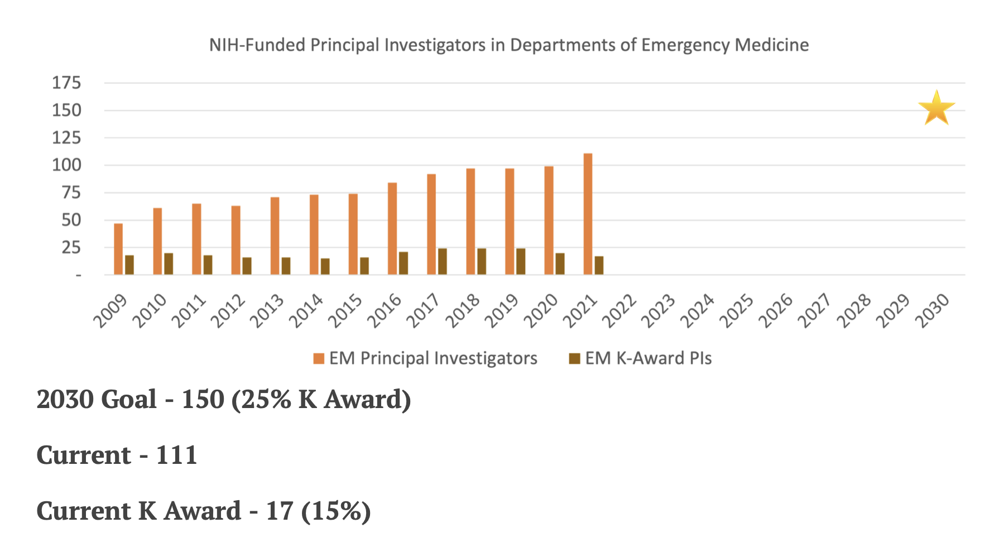 NIH-Funded Principal Investigators in Departments of Emergency Medicine
175
150
125
100
75
50
25
-
2009 2010 2011 2012 2013 2014 2015 2016 2017 2018 2019 2020 2021 2022 2023 2024 2025 2026 2027 2028 2029 2030
EM Principal Investigators EM K-Award PIs
2030 Goal - 150 (25% K Award)
Current - 111
Current K Award - 17 (15%)